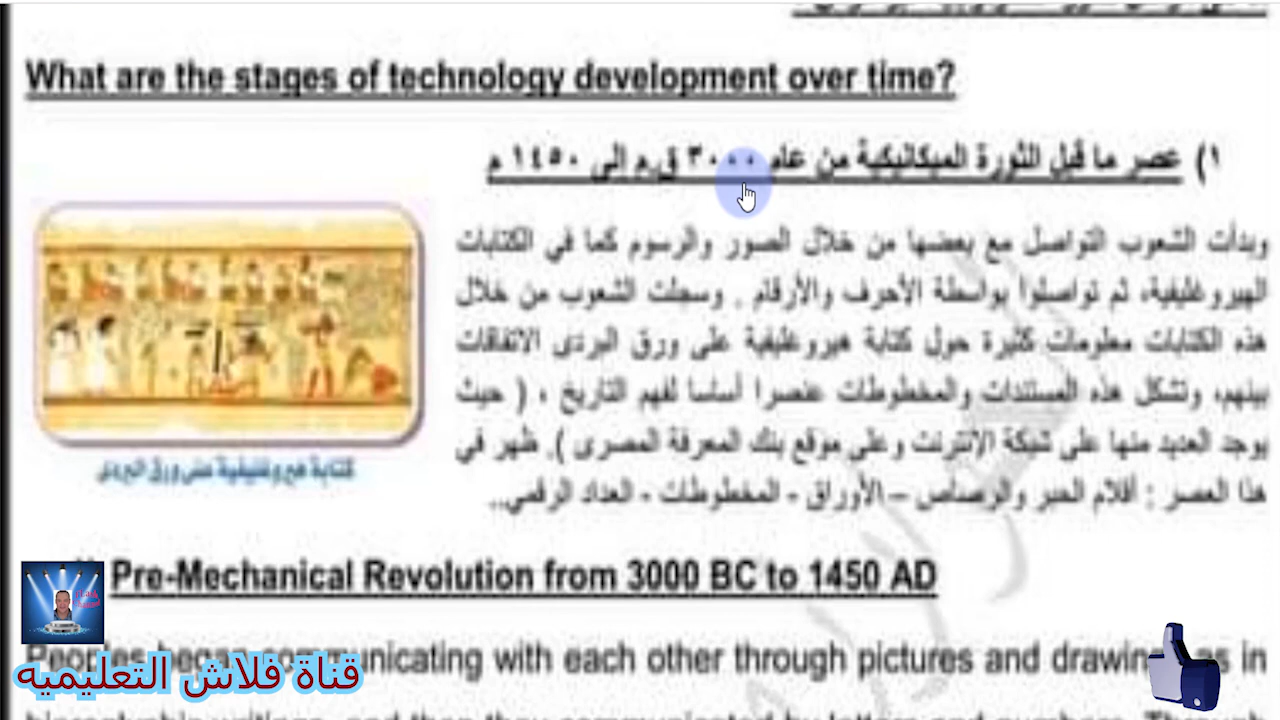 What are the stages of technology development over time?
١) عصر ما قبل الثورة الميكانيكية من عام ٣٠٠٠ ق.م إلى ١٤٥٠ م
وبدأت الشعوب التواصل مع بعضها من خلال الصور والرسوم كما في الكتابات
الهيروغليفية، ثم تواصلوا بواسطة الأحرف والأرقام . وسجلت الشعوب من خلال
هذه الكتابات معلومات كثيرة حول كتابة هيروغليفية على ورق البردى الاتفاقات
بينهم، وتشكل هذه المستندات والمخطوطات عنصرا أساسا لفهم التاريخ ، ( حيث
يوجد العديد منها على شبكة الإنترنت وعلى موقع بنك المعرفة المصرى ). ظهر في
هذا العصر : أقلام الحبر والرصاص – الأوراق - المخطوطات - العداد الرقمي..
كتابة هيروغليفية على ورق البردى
Pre-Mechanical Revolution from 3000 BC to 1450 AD
Peoples began communicating with each other through pictures and drawings as in
قناة فلاش التعليميه